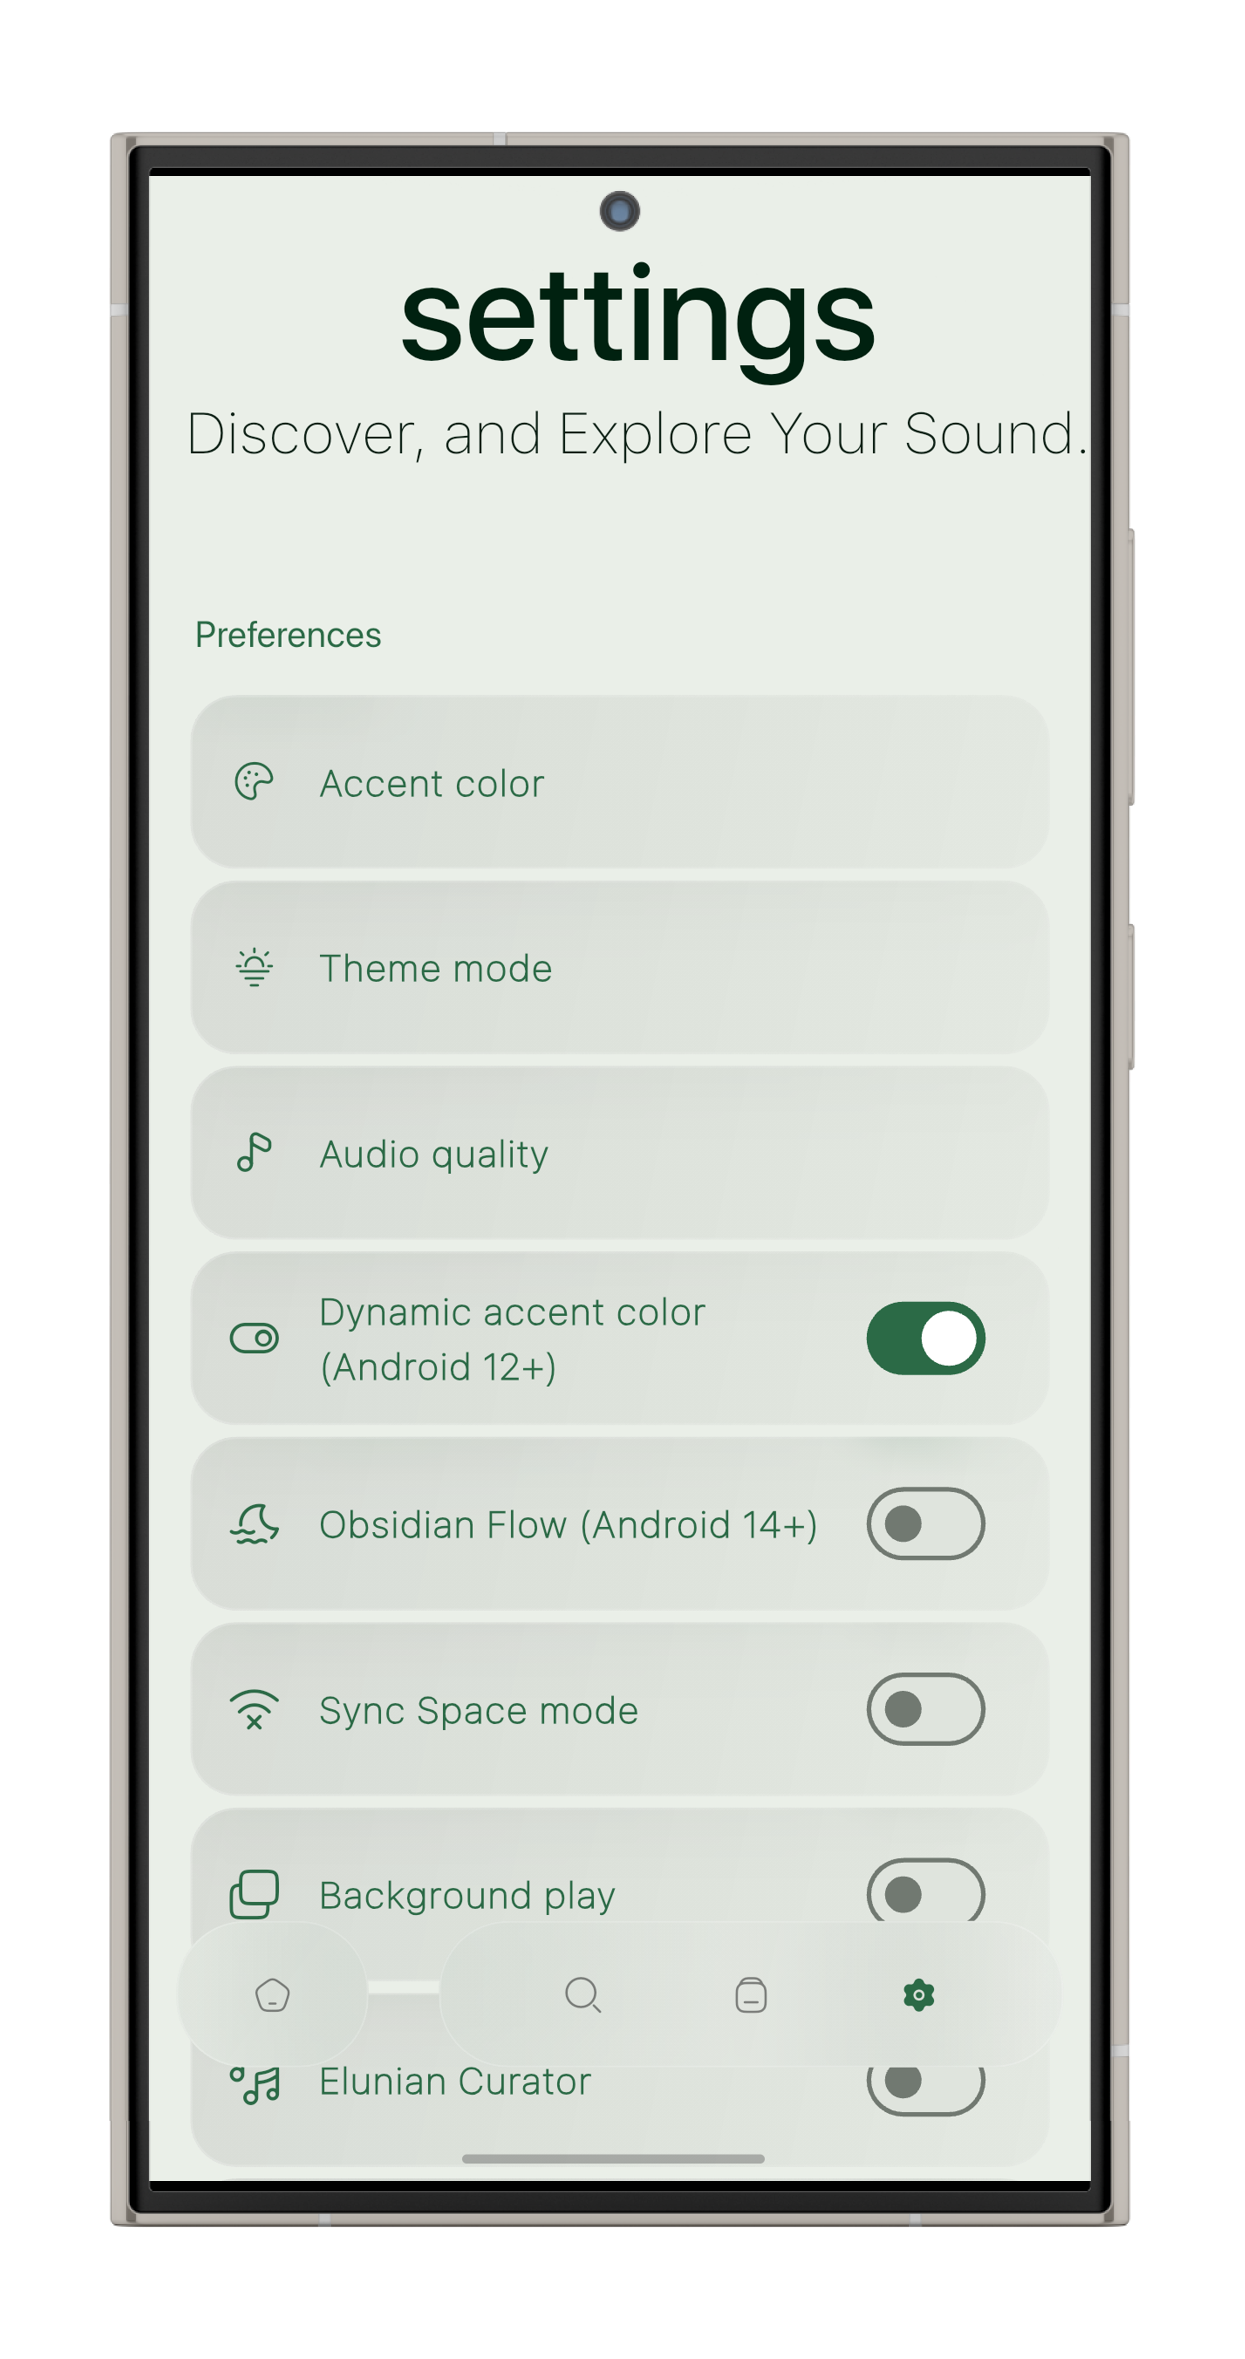 settings
Discover, and Explore Your Sound.
Preferences
Accent color
Theme mode
Audio quality
Dynamic accent color
(Android 12+)
Obsidian Flow (Android 14+)
Sync Space mode
Background play
Elunian Curator